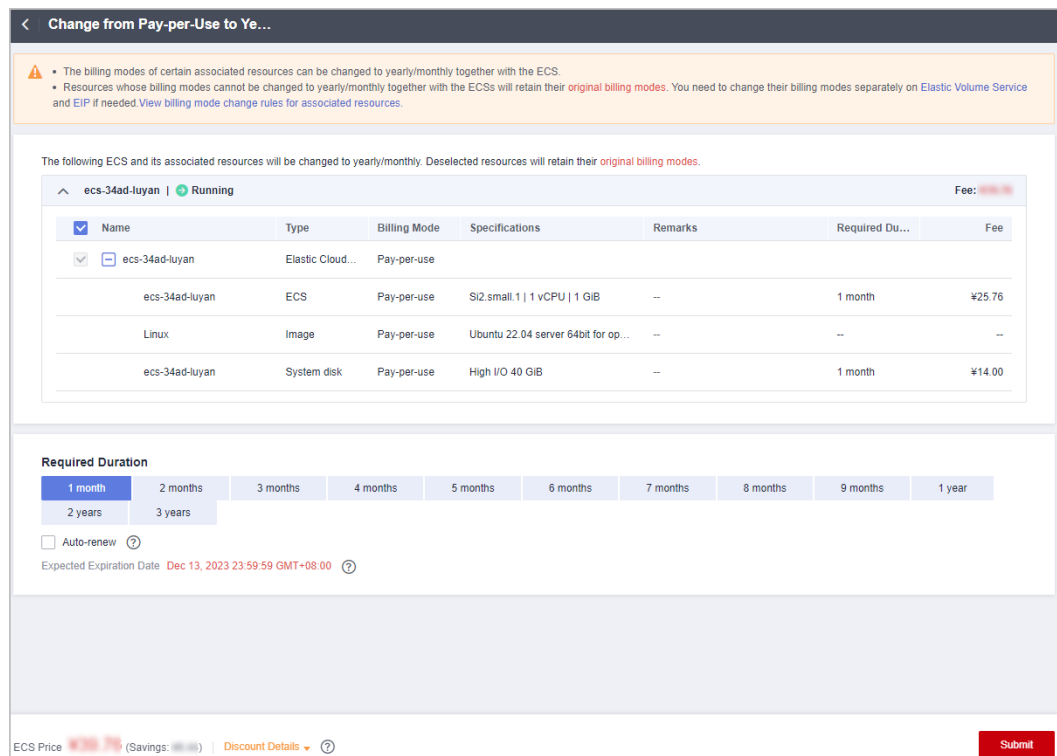 Change from Pay-per-Use to Ye...
• The billing modes of certain associated resources can be changed to yearly/monthly together with the ECS.
• Resources whose billing modes cannot be changed to yearly/monthly together with the ECSs will retain their original billing modes. You need to change their billing modes separately on Elastic Volume Service
and EIP if needed.View billing mode change rules for associated resources.
The following ECS and its associated resources will be changed to yearly/monthly. Deselected resources will retain their original billing modes.
ecs-34ad-luyan | Running Fee:
Name Type Billing Mode Specifications Remarks Required Du... Fee
ecs-34ad-luyan Elastic Cloud... Pay-per-use
ecs-34ad-luyan ECS Pay-per-use Si2.small.1 | 1 vCPU | 1 GiB -- 1 month ¥25.76
Linux Image Pay-per-use Ubuntu 22.04 server 64bit for op... -- -- --
ecs-34ad-luyan System disk Pay-per-use High I/O 40 GiB -- 1 month ¥14.00
Required Duration
1 month 2 months 3 months 4 months 5 months 6 months 7 months 8 months 9 months 1 year
2 years 3 years
Auto-renew ?
Expected Expiration Date Dec 13, 2023 23:59:59 GMT+08:00 ?
ECS Price (Savings: ) Discount Details ? Submit